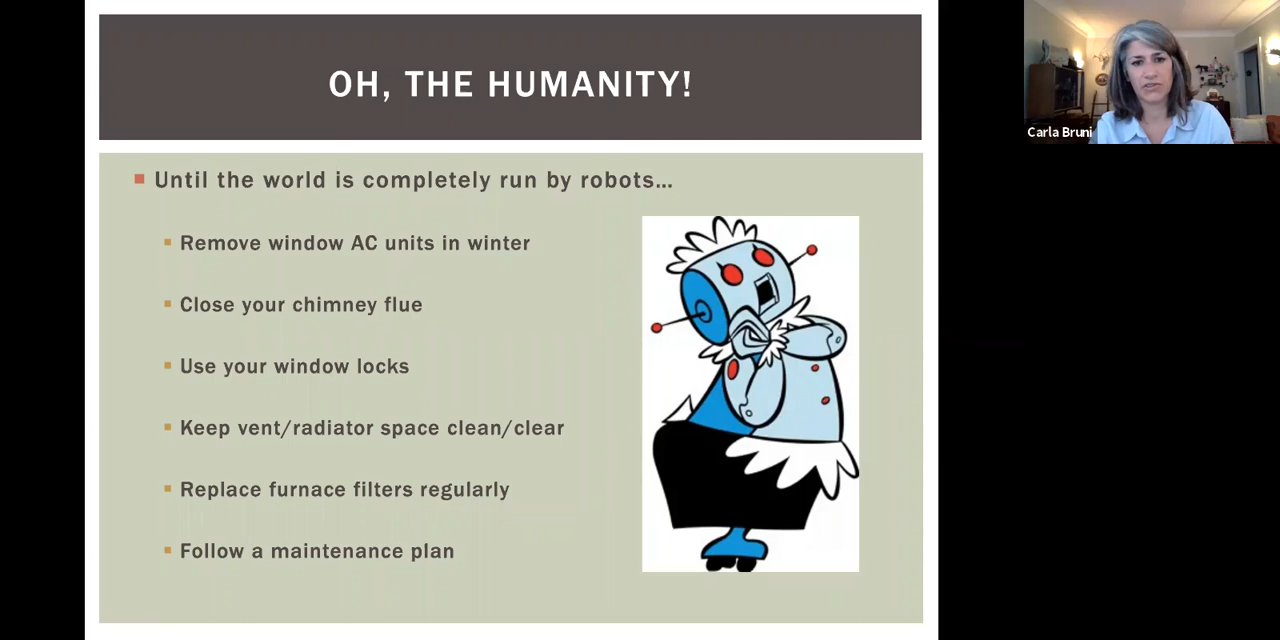 OH, THE HUMANITY!
Until the world is completely run by robots…
Remove window AC units in winter
Close your chimney flue
Use your window locks
Keep vent/radiator space clean/clear
Replace furnace filters regularly
Follow a maintenance plan
Carla Bruni